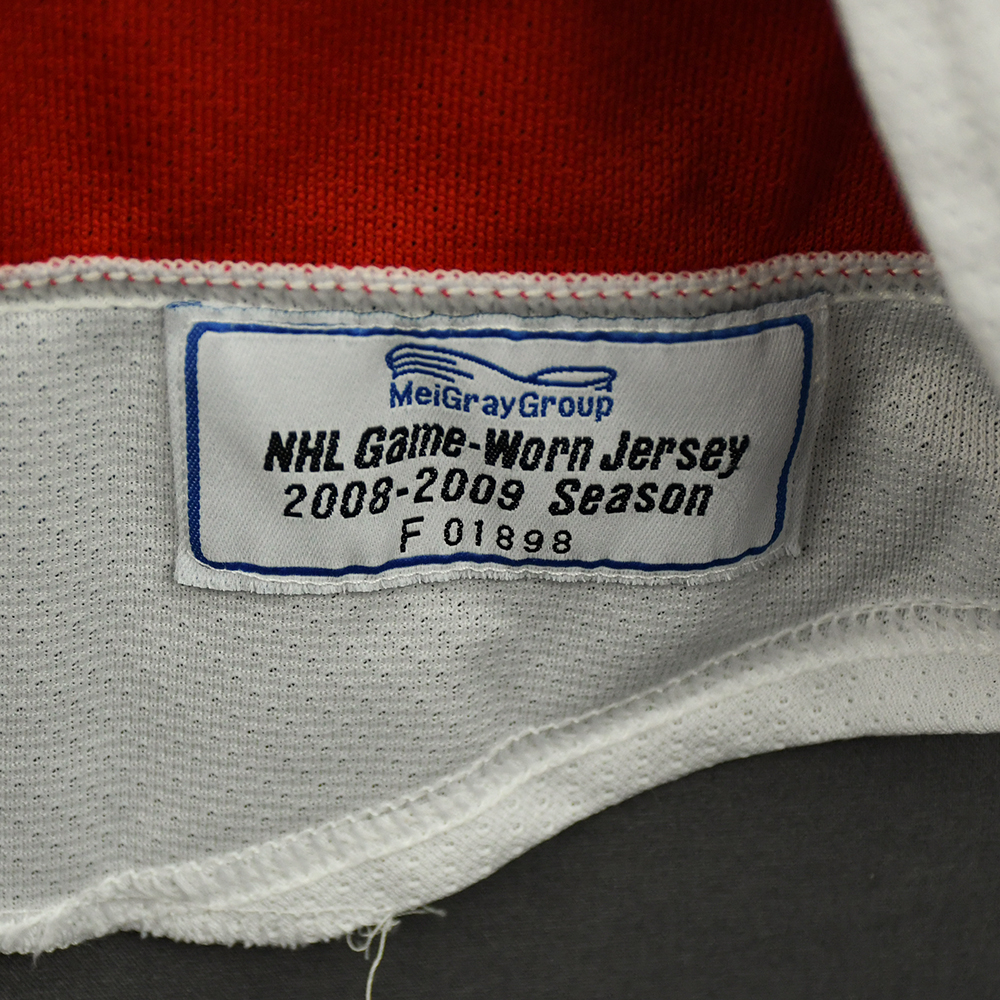 MeiGrayGroup
NHL Game-Worn Jersey
2008-2009 Season
F 01898